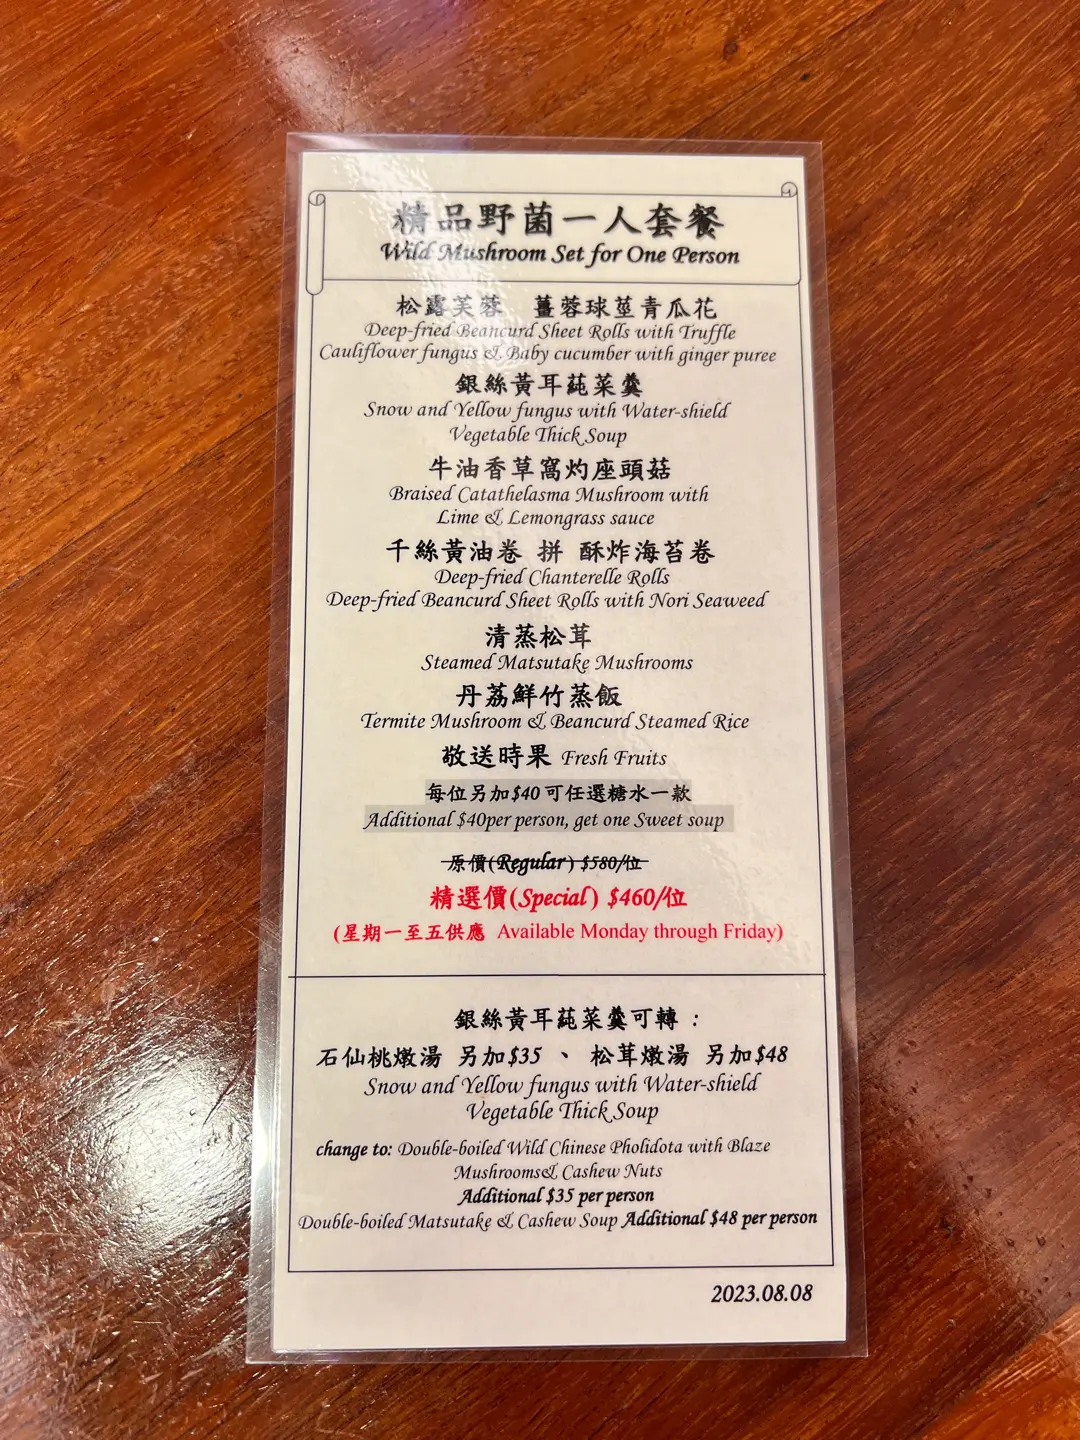 精品野菌一人套餐
Wild Mushroom Set for One Person
松露芙蓉 薑蓉球莖青瓜花
Deep-fried Beancurd Sheet Rolls with Truffle
Cauliflower fungus & Baby cucumber with ginger puree
銀絲黃耳蒓菜羹
Snow and Yellow fungus with Water-shield
Vegetable Thick Soup
牛油香草窩灼座頭菇
Braised Catathelasma Mushroom with
Lime & Lemongrass sauce
千絲黃油卷 拼 酥炸海苔卷
Deep-fried Chanterelle Rolls
Deep-fried Beancurd Sheet Rolls with Nori Seaweed
清蒸松茸
Steamed Matsutake Mushrooms
丹荔鮮竹蒸飯
Termite Mushroom & Beancurd Steamed Rice
敬送時果 Fresh Fruits
每位另加$40可任選糖水一款
Additional $40per person, get one Sweet soup
原價(Regular) $580/位
精選價(Special) $460/位
(星期一至五供應 Available Monday through Friday)
銀絲黃耳蒓菜羹可轉：
石仙桃燉湯 另加$35 、 松茸燉湯 另加$48
Snow and Yellow fungus with Water-shield
Vegetable Thick Soup
change to: Double-boiled Wild Chinese Pholidota with Blaze
Mushrooms& Cashew Nuts
Additional $35 per person
Double-boiled Matsutake & Cashew Soup Additional $48 per person
2023.08.08